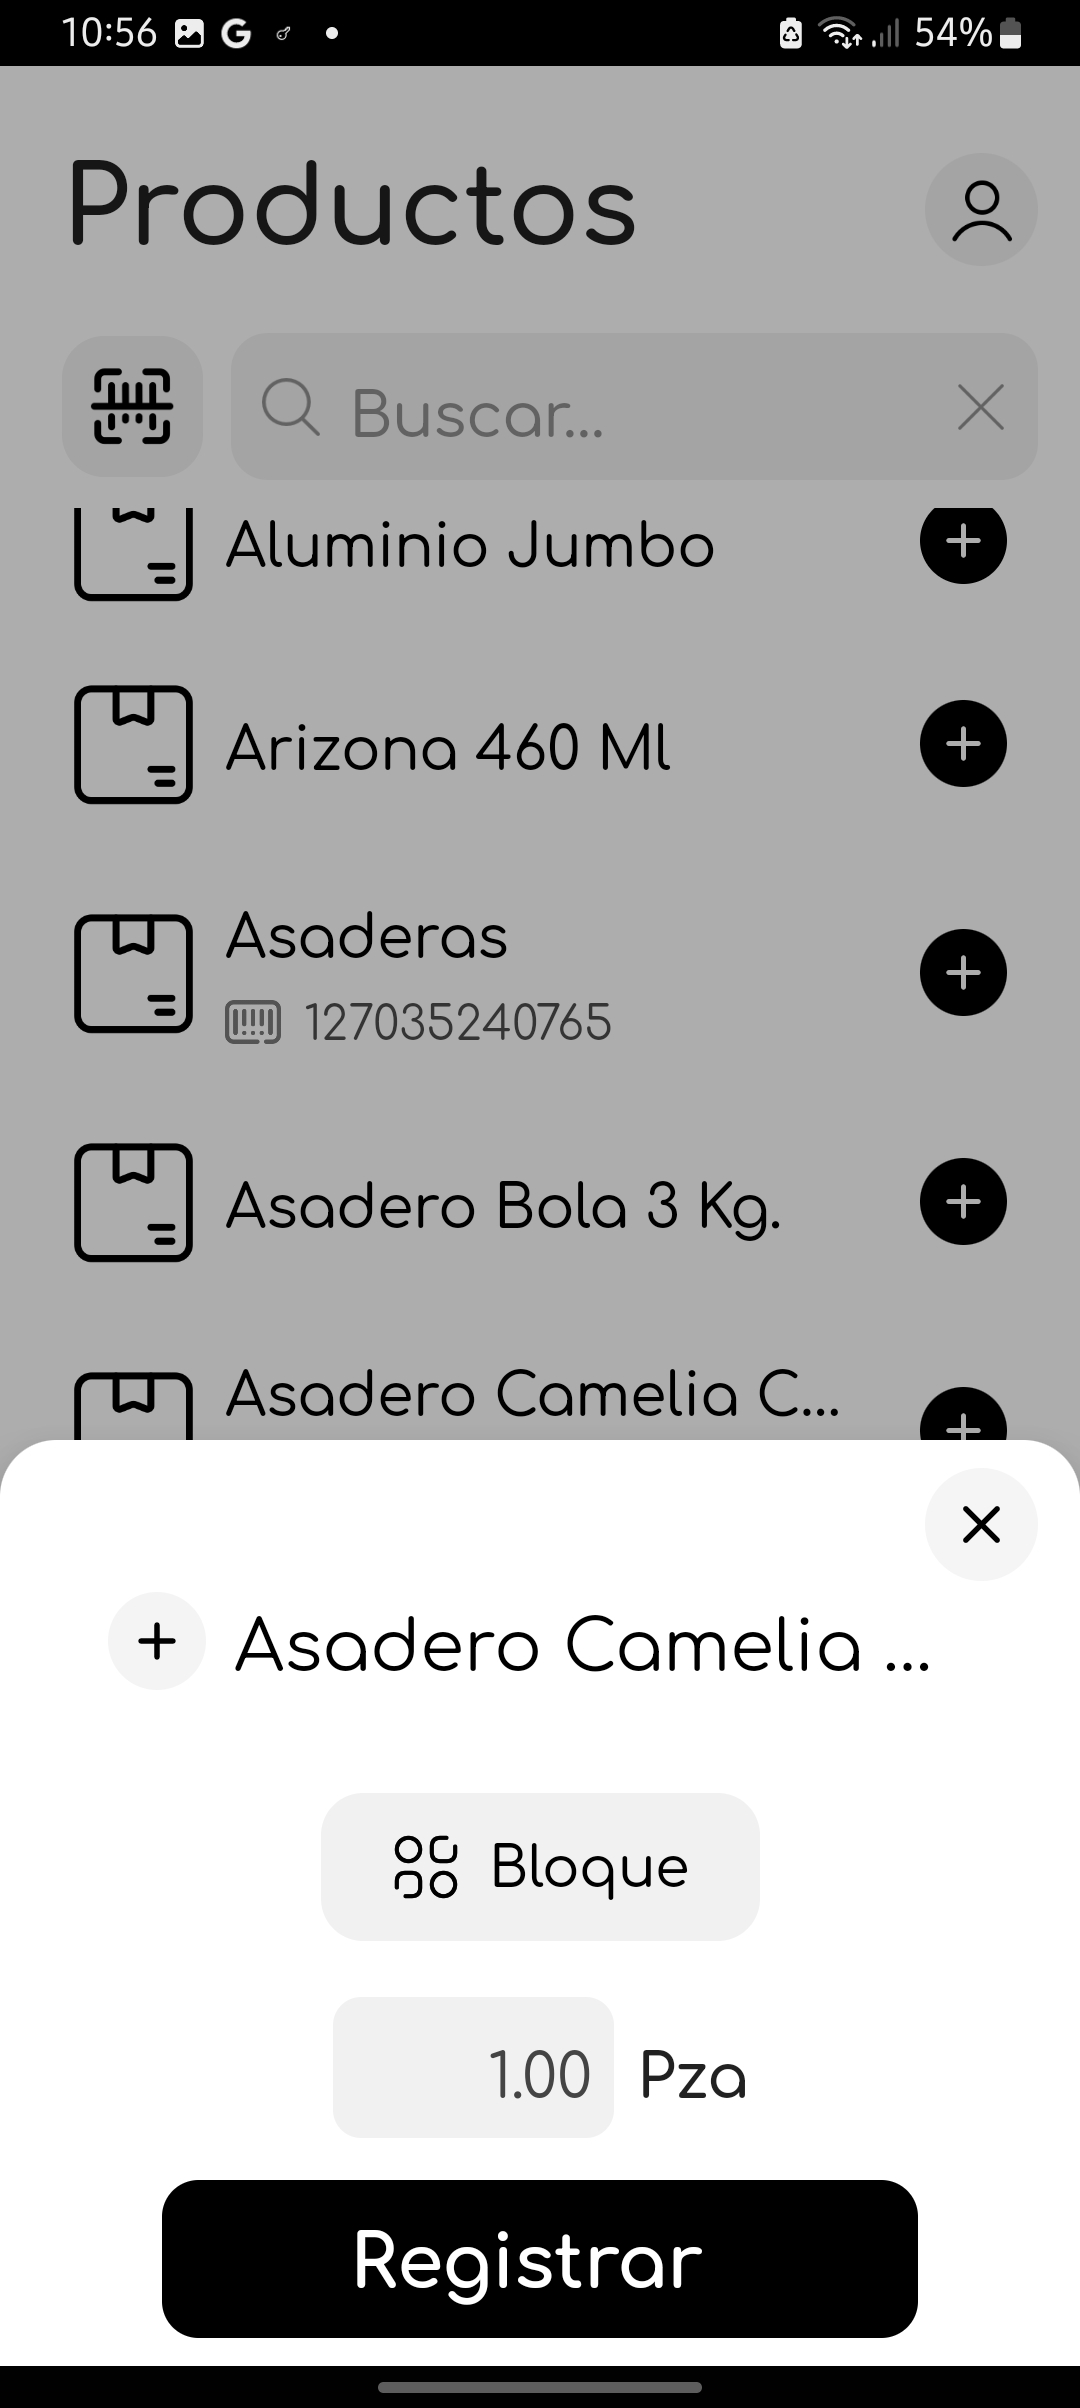 10:56
54%
Productos
Buscar...
Aluminio Jumbo
Arizona 460 Ml
Asaderas
127035240765
Asadero Bola 3 Kg.
Asadero Camelia C...
Asadero Camelia ...
Bloque
1.00 Pza
Registrar